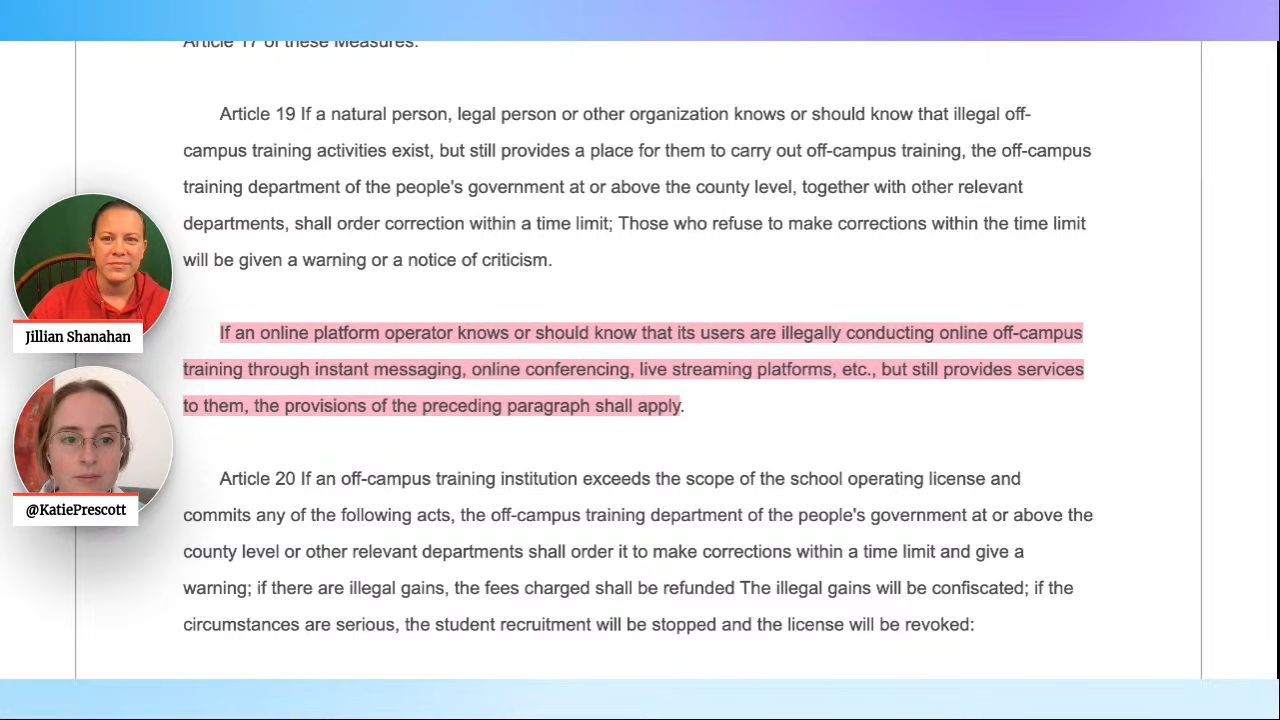 Article 17 of these Measures.
Article 19 If a natural person, legal person or other organization knows or should know that illegal off-
campus training activities exist, but still provides a place for them to carry out off-campus training, the off-campus
training department of the people's government at or above the county level, together with other relevant
departments, shall order correction within a time limit; Those who refuse to make corrections within the time limit
will be given a warning or a notice of criticism.
If an online platform operator knows or should know that its users are illegally conducting online off-campus
training through instant messaging, online conferencing, live streaming platforms, etc., but still provides services
to them, the provisions of the preceding paragraph shall apply.
Article 20 If an off-campus training institution exceeds the scope of the school operating license and
commits any of the following acts, the off-campus training department of the people's government at or above the
county level or other relevant departments shall order it to make corrections within a time limit and give a
warning; if there are illegal gains, the fees charged shall be refunded The illegal gains will be confiscated; if the
circumstances are serious, the student recruitment will be stopped and the license will be revoked:
Jillian Shanahan
@KatiePrescott